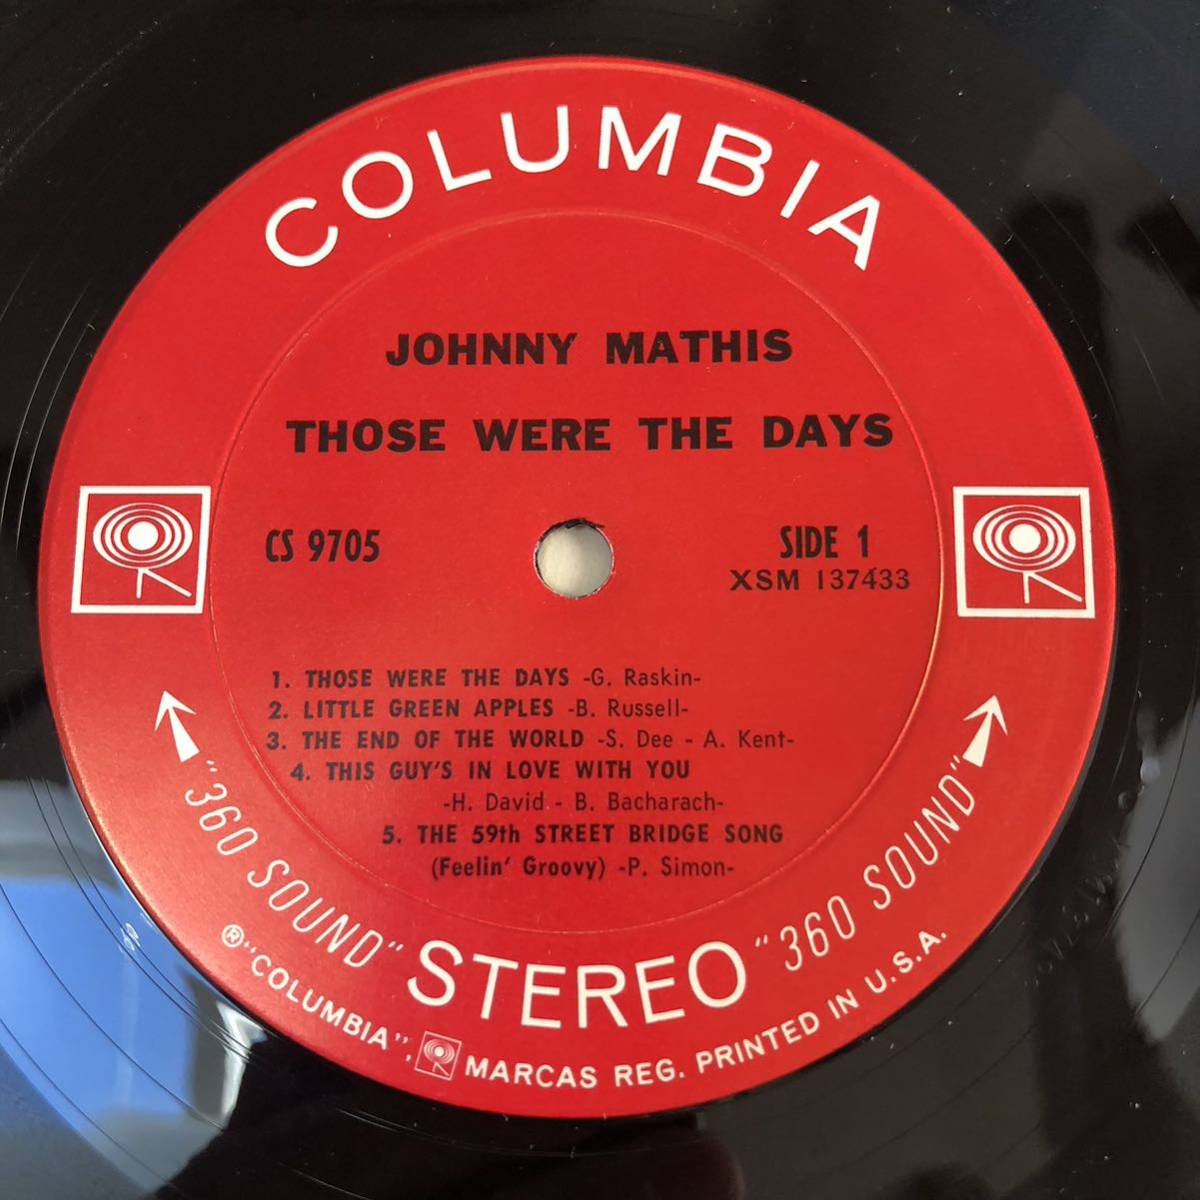 COLUMBIA
JOHNNY MATHIS
THOSE WERE THE DAYS
CS 9705
SIDE 1
XSM 137433
1. THOSE WERE THE DAYS -G. Raskin-
2. LITTLE GREEN APPLES -B. Russell-
3. THE END OF THE WORLD -S. Dee - A. Kent-
4. THIS GUY'S IN LOVE WITH YOU
-H. David - B. Bacharach-
5. THE 59th STREET BRIDGE SONG
(Feelin' Groovy) -P. Simon-
"360 SOUND" STEREO "360 SOUND"
®"COLUMBIA", MARCAS REG. PRINTED IN U.S.A.